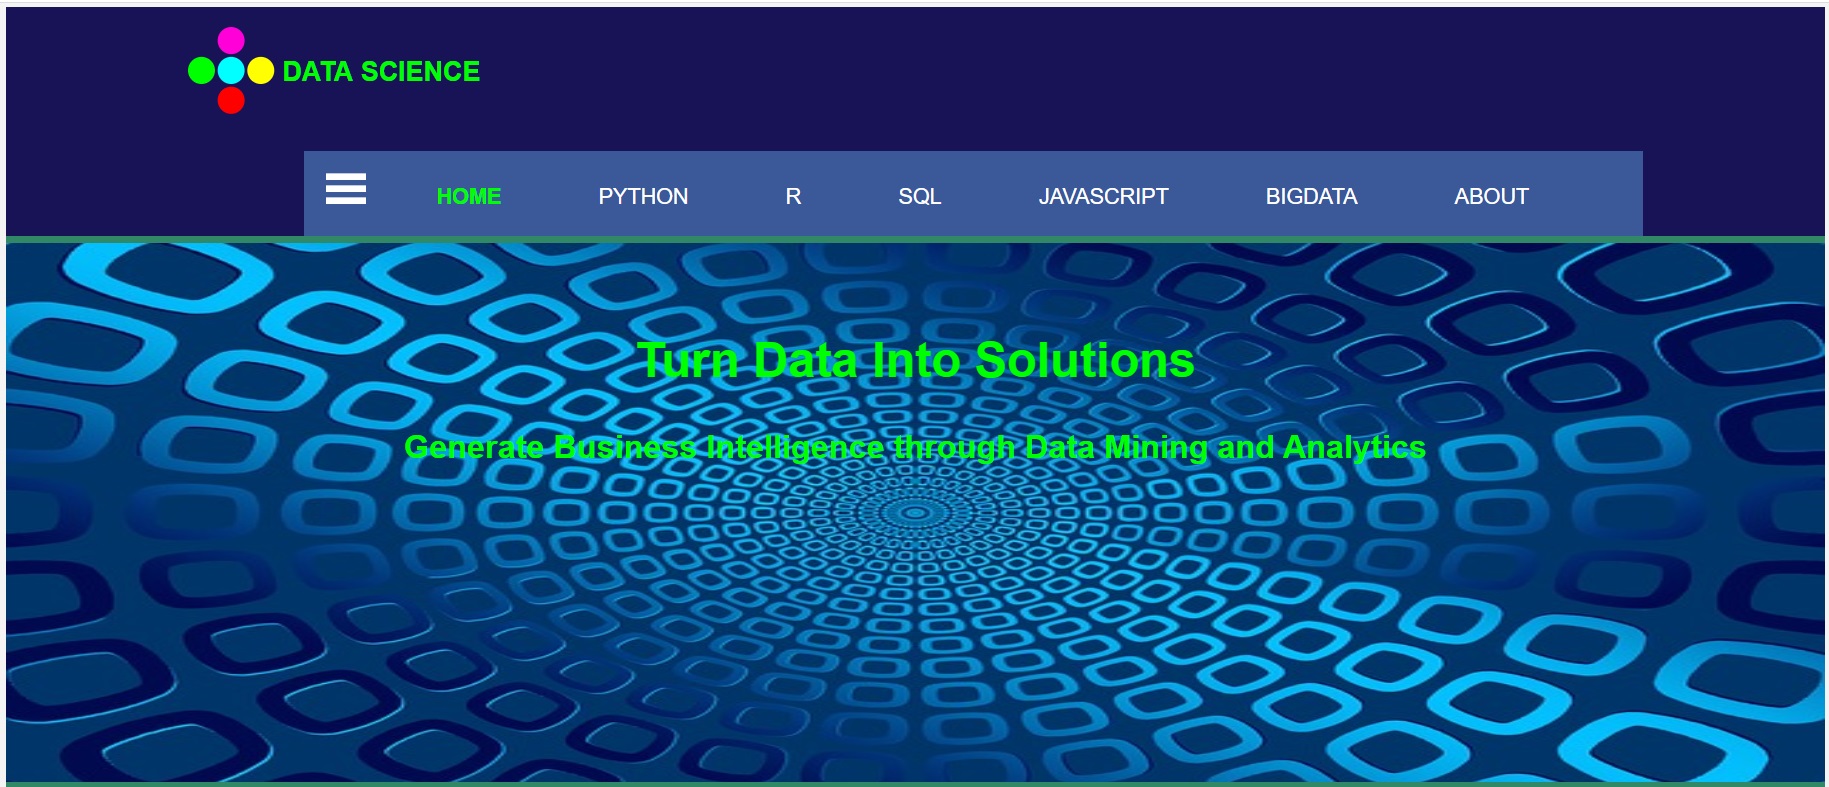 DATA SCIENCE
HOME PYTHON R SQL JAVASCRIPT BIGDATA ABOUT
Turn Data Into Solutions
Generate Business Intelligence through Data Mining and Analytics